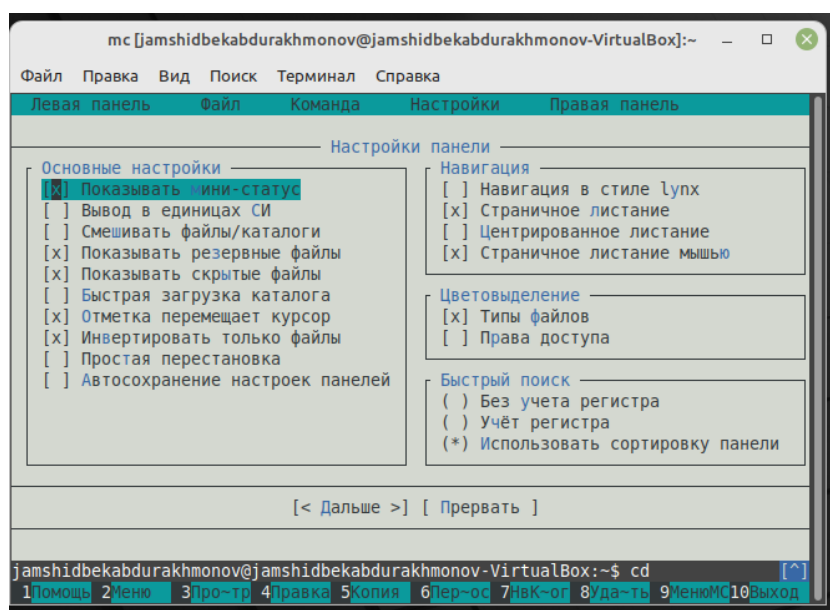 mc [jamshidbekabdurakhmonov@jamshidbekabdurakhmonov-VirtualBox]:~
Файл Правка Вид Поиск Терминал Справка
Левая панель Файл Команда Настройки Правая панель
Настройки панели
Основные настройки
[x] Показывать мини-статус
[ ] Вывод в единицах СИ
[ ] Смешивать файлы/каталоги
[x] Показывать резервные файлы
[x] Показывать скрытые файлы
[ ] Быстрая загрузка каталога
[x] Отметка перемещает курсор
[x] Инвертировать только файлы
[ ] Простая перестановка
[ ] Автосохранение настроек панелей
Навигация
[ ] Навигация в стиле lynx
[x] Страничное листание
[ ] Центрированное листание
[x] Страничное листание мышью
Цветовыделение
[x] Типы файлов
[ ] Права доступа
Быстрый поиск
( ) Без учета регистра
( ) Учёт регистра
(*) Использовать сортировку панели
[< Дальше >] [ Прервать ]
jamshidbekabdurakhmonov@jamshidbekabdurakhmonov-VirtualBox:~$ cd [^]
1Помощь 2Меню 3Про~тр 4Правка 5Копия 6Пер~ос 7НвК~ог 8Уда~ть 9МенюMC 10Выход